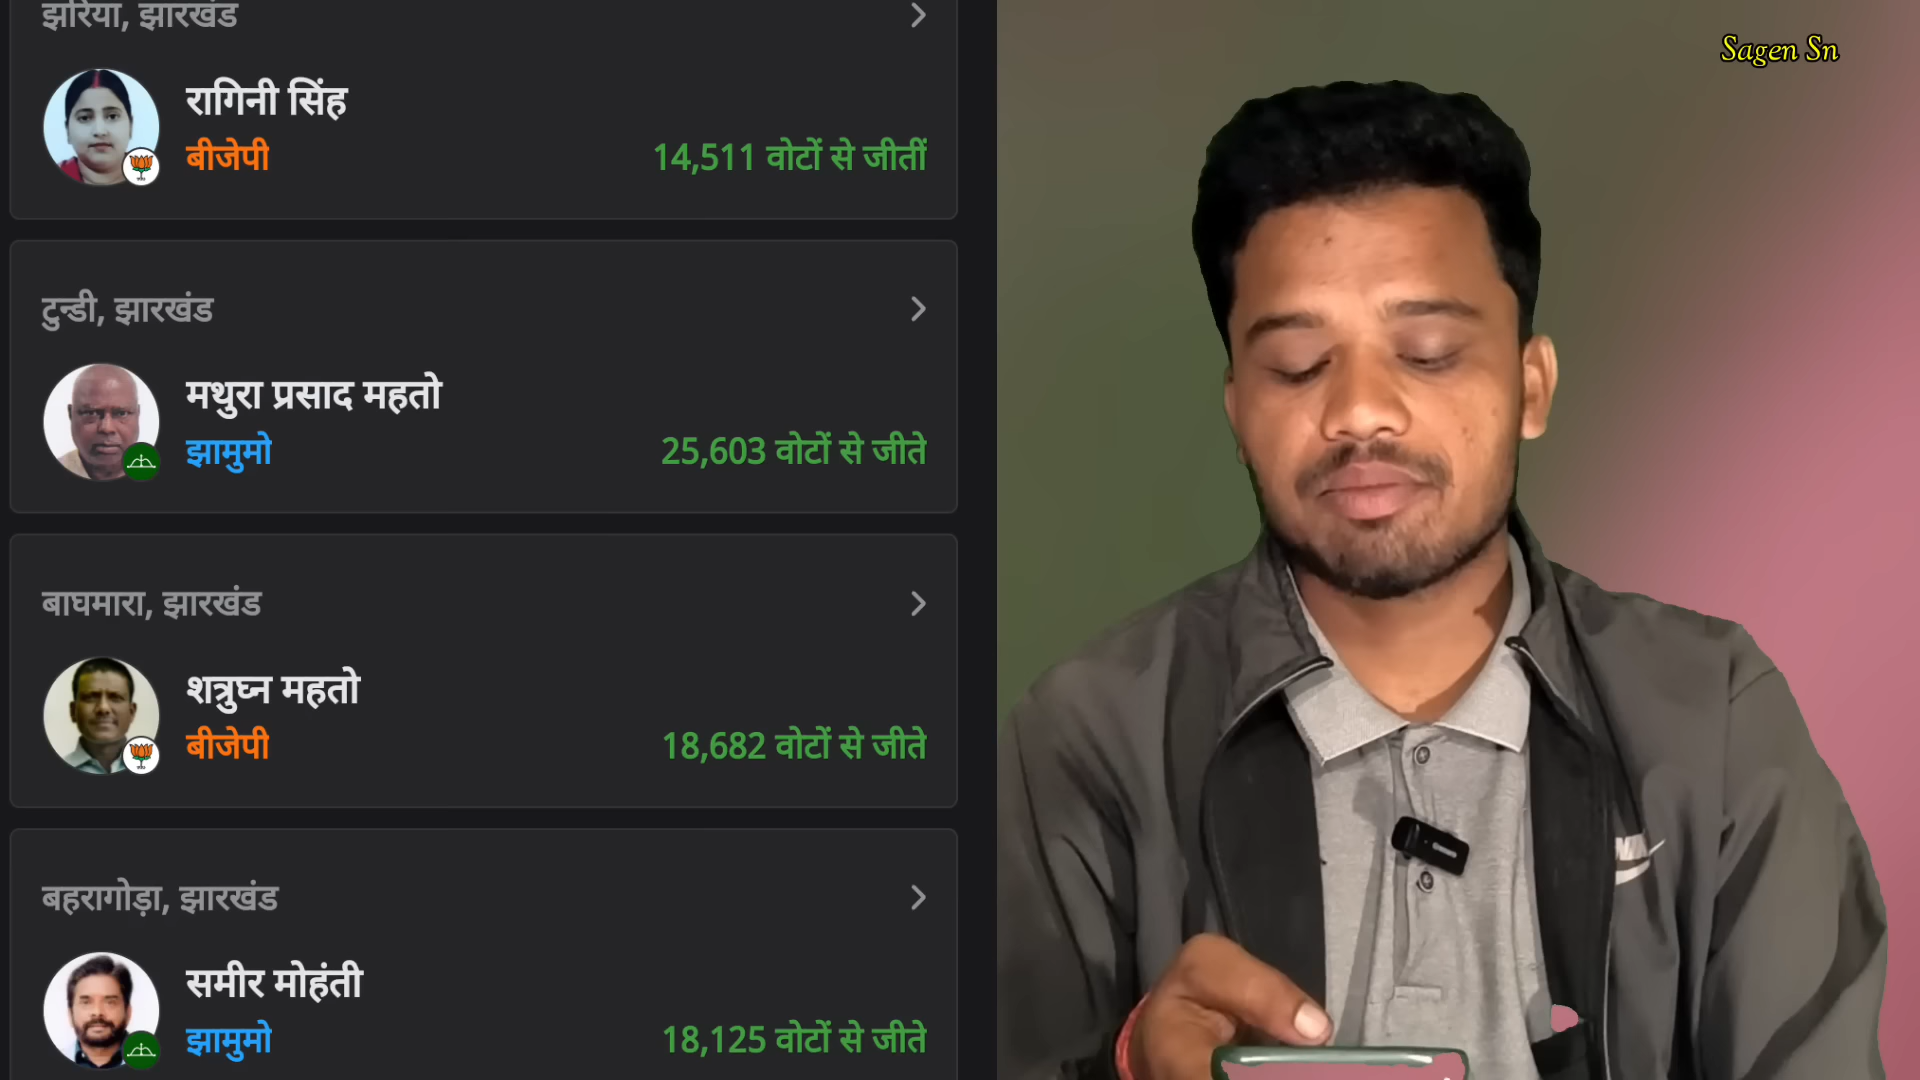 झरिया, झारखंड
रागिनी सिंह
बीजेपी
14,511 वोटों से जीतीं
टुन्डी, झारखंड
मथुरा प्रसाद महतो
झामुमो
25,603 वोटों से जीते
बाघमारा, झारखंड
शत्रुघ्न महतो
बीजेपी
18,682 वोटों से जीते
बहरागोड़ा, झारखंड
समीर मोहंती
झामुमो
18,125 वोटों से जीते
Sagen Sn